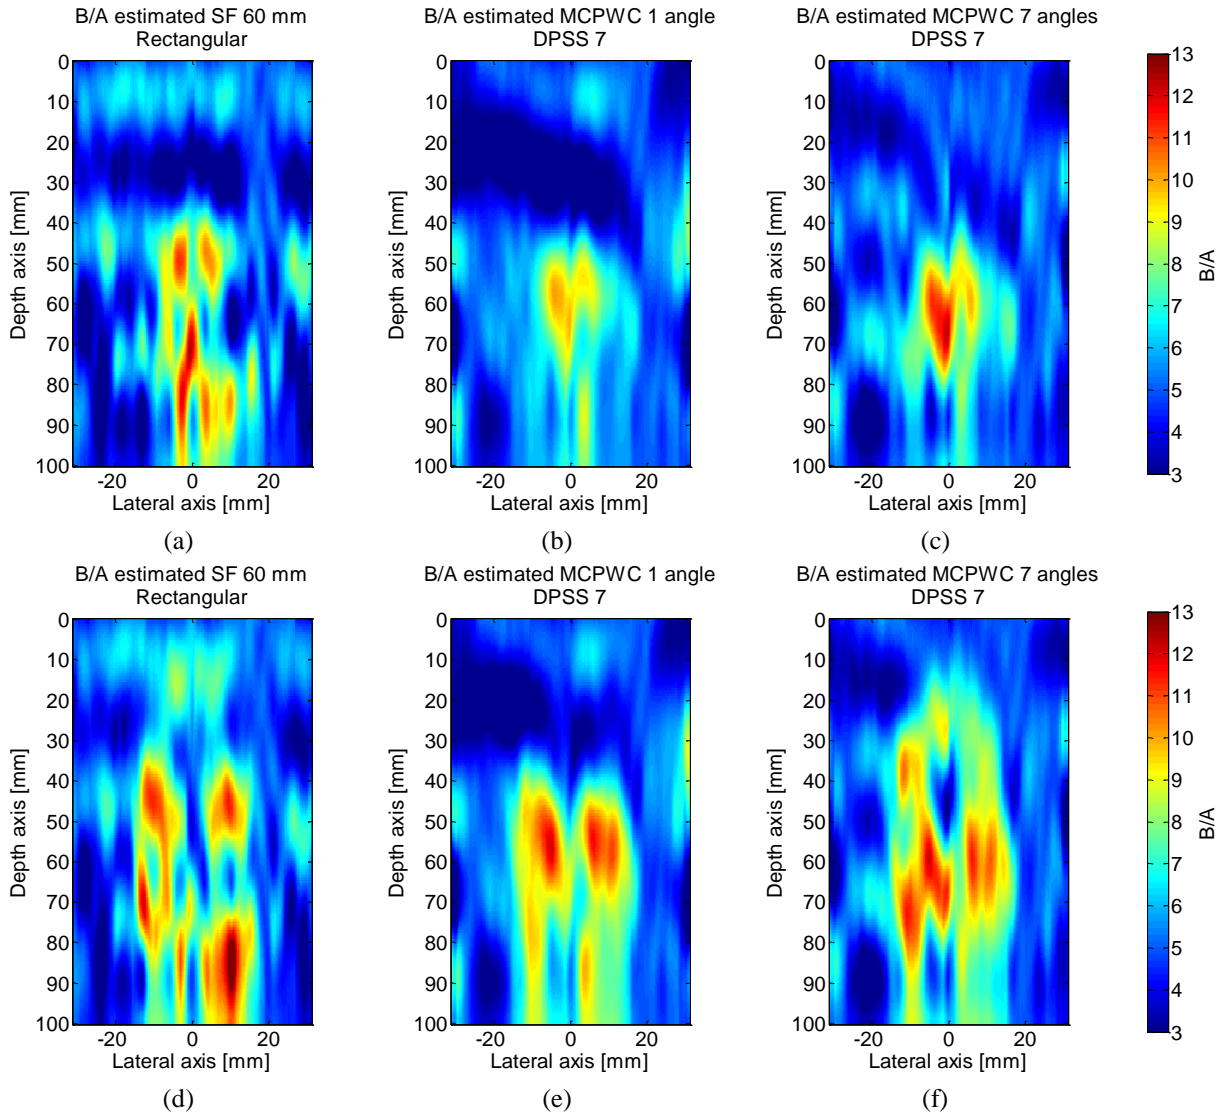 B/A estimated SF 60 mm
Rectangular
B/A estimated MCPWC 1 angle
DPSS 7
B/A estimated MCPWC 7 angles
DPSS 7
0
10
20
30
40
50
60
70
80
90
100
-20 0 20
Depth axis [mm]
Lateral axis [mm]
0
10
20
30
40
50
60
70
80
90
100
-20 0 20
Depth axis [mm]
Lateral axis [mm]
0
10
20
30
40
50
60
70
80
90
100
-20 0 20
Depth axis [mm]
Lateral axis [mm]
13
12
11
10
9
8
7
6
5
4
3
B/A
(a)
(b)
(c)
B/A estimated SF 60 mm
Rectangular
B/A estimated MCPWC 1 angle
DPSS 7
B/A estimated MCPWC 7 angles
DPSS 7
0
10
20
30
40
50
60
70
80
90
100
-20 0 20
Depth axis [mm]
Lateral axis [mm]
0
10
20
30
40
50
60
70
80
90
100
-20 0 20
Depth axis [mm]
Lateral axis [mm]
0
10
20
30
40
50
60
70
80
90
100
-20 0 20
Depth axis [mm]
Lateral axis [mm]
13
12
11
10
9
8
7
6
5
4
3
B/A
(d)
(e)
(f)